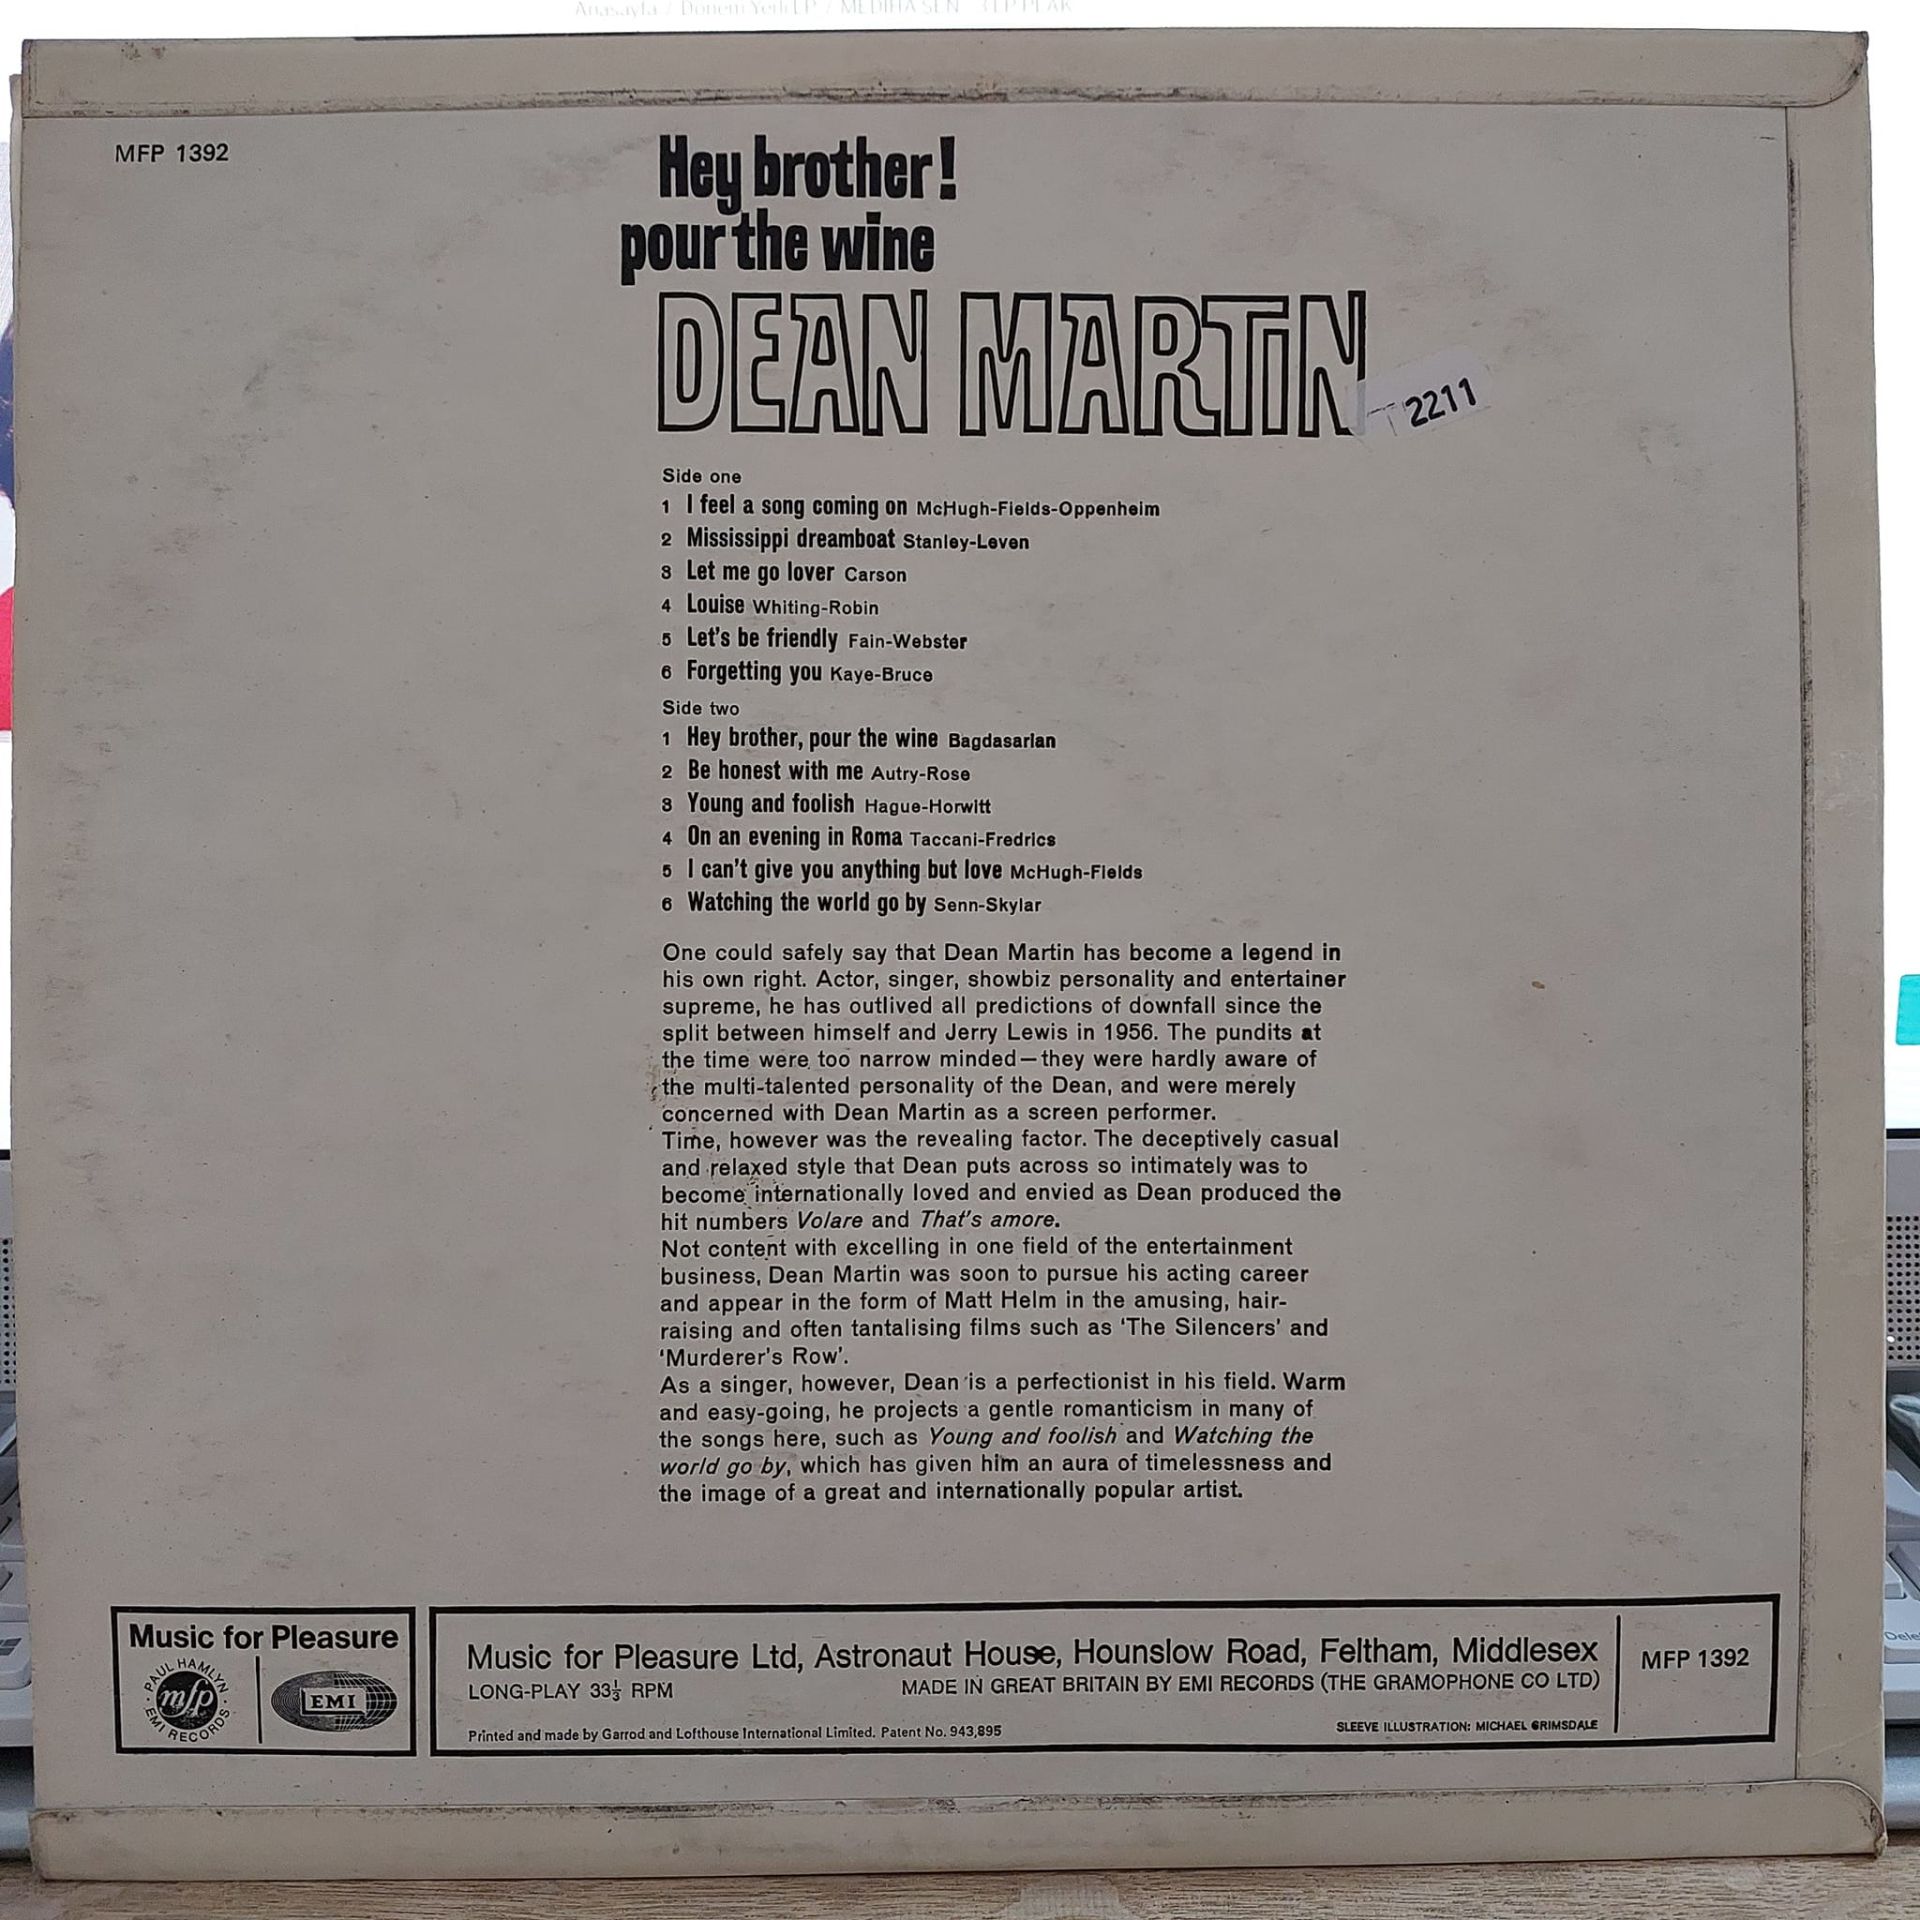 MFP 1392
Hey brother!
pour the wine
DEAN MARTIN
2211
Side one
1 I feel a song coming on McHugh-Fields-Oppenheim
2 Mississippi dreamboat Stanley-Leven
3 Let me go lover Carson
4 Louise Whiting-Robin
5 Let's be friendly Fain-Webster
6 Forgetting you Kaye-Bruce
Side two
1 Hey brother, pour the wine Bagdasarian
2 Be honest with me Autry-Rose
3 Young and foolish Hague-Horwitt
4 On an evening in Roma Taccani-Fredrics
5 I can't give you anything but love McHugh-Fields
6 Watching the world go by Senn-Skylar
One could safely say that Dean Martin has become a legend in
his own right. Actor, singer, showbiz personality and entertainer
supreme, he has outlived all predictions of downfall since the
split between himself and Jerry Lewis in 1956. The pundits at
the time were too narrow minded—they were hardly aware of
the multi-talented personality of the Dean, and were merely
concerned with Dean Martin as a screen performer.
Time, however was the revealing factor. The deceptively casual
and relaxed style that Dean puts across so intimately was to
become internationally loved and envied as Dean produced the
hit numbers Volare and That's amore.
Not content with excelling in one field of the entertainment
business, Dean Martin was soon to pursue his acting career
and appear in the form of Matt Helm in the amusing, hair-
raising and often tantalising films such as 'The Silencers' and
'Murderer's Row'.
As a singer, however, Dean is a perfectionist in his field. Warm
and easy-going, he projects a gentle romanticism in many of
the songs here, such as Young and foolish and Watching the
world go by, which has given him an aura of timelessness and
the image of a great and internationally popular artist.
Music for Pleasure
PAUL HAMLYN
mfp
EMI RECORDS
EMI
Music for Pleasure Ltd, Astronaut House, Hounslow Road, Feltham, Middlesex
LONG-PLAY 33⅓ RPM MADE IN GREAT BRITAIN BY EMI RECORDS (THE GRAMOPHONE CO LTD)
Printed and made by Garrod and Lofthouse International Limited. Patent No. 943,895 SLEEVE ILLUSTRATION: MICHAEL GRIMSDALE
MFP 1392